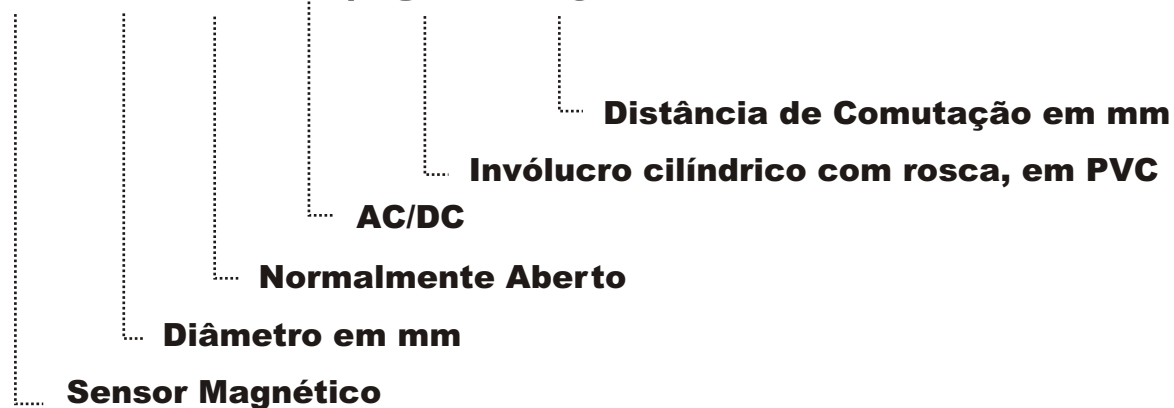 Distância de Comutação em mm
Invólucro cilíndrico com rosca, em PVC
AC/DC
Normalmente Aberto
Diâmetro em mm
Sensor Magnético